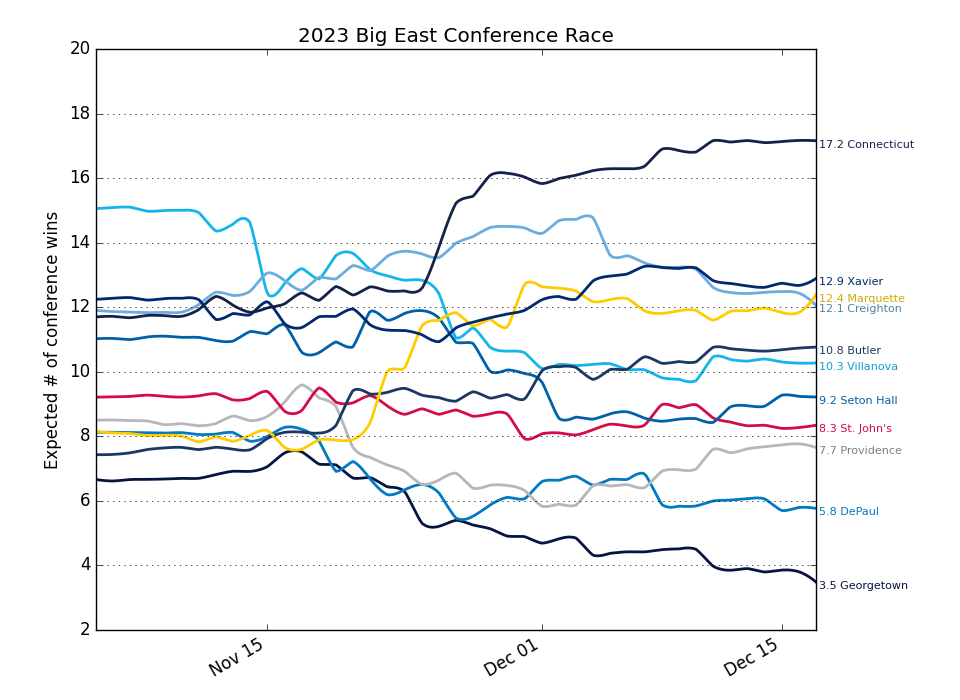 2023 Big East Conference Race
Expected # of conference wins
20
18
16
14
12
10
8
6
4
2
Nov 15
Dec 01
Dec 15
17.2 Connecticut
12.9 Xavier
12.4 Marquette
12.1 Creighton
10.8 Butler
10.3 Villanova
9.2 Seton Hall
8.3 St. John's
7.7 Providence
5.8 DePaul
3.5 Georgetown